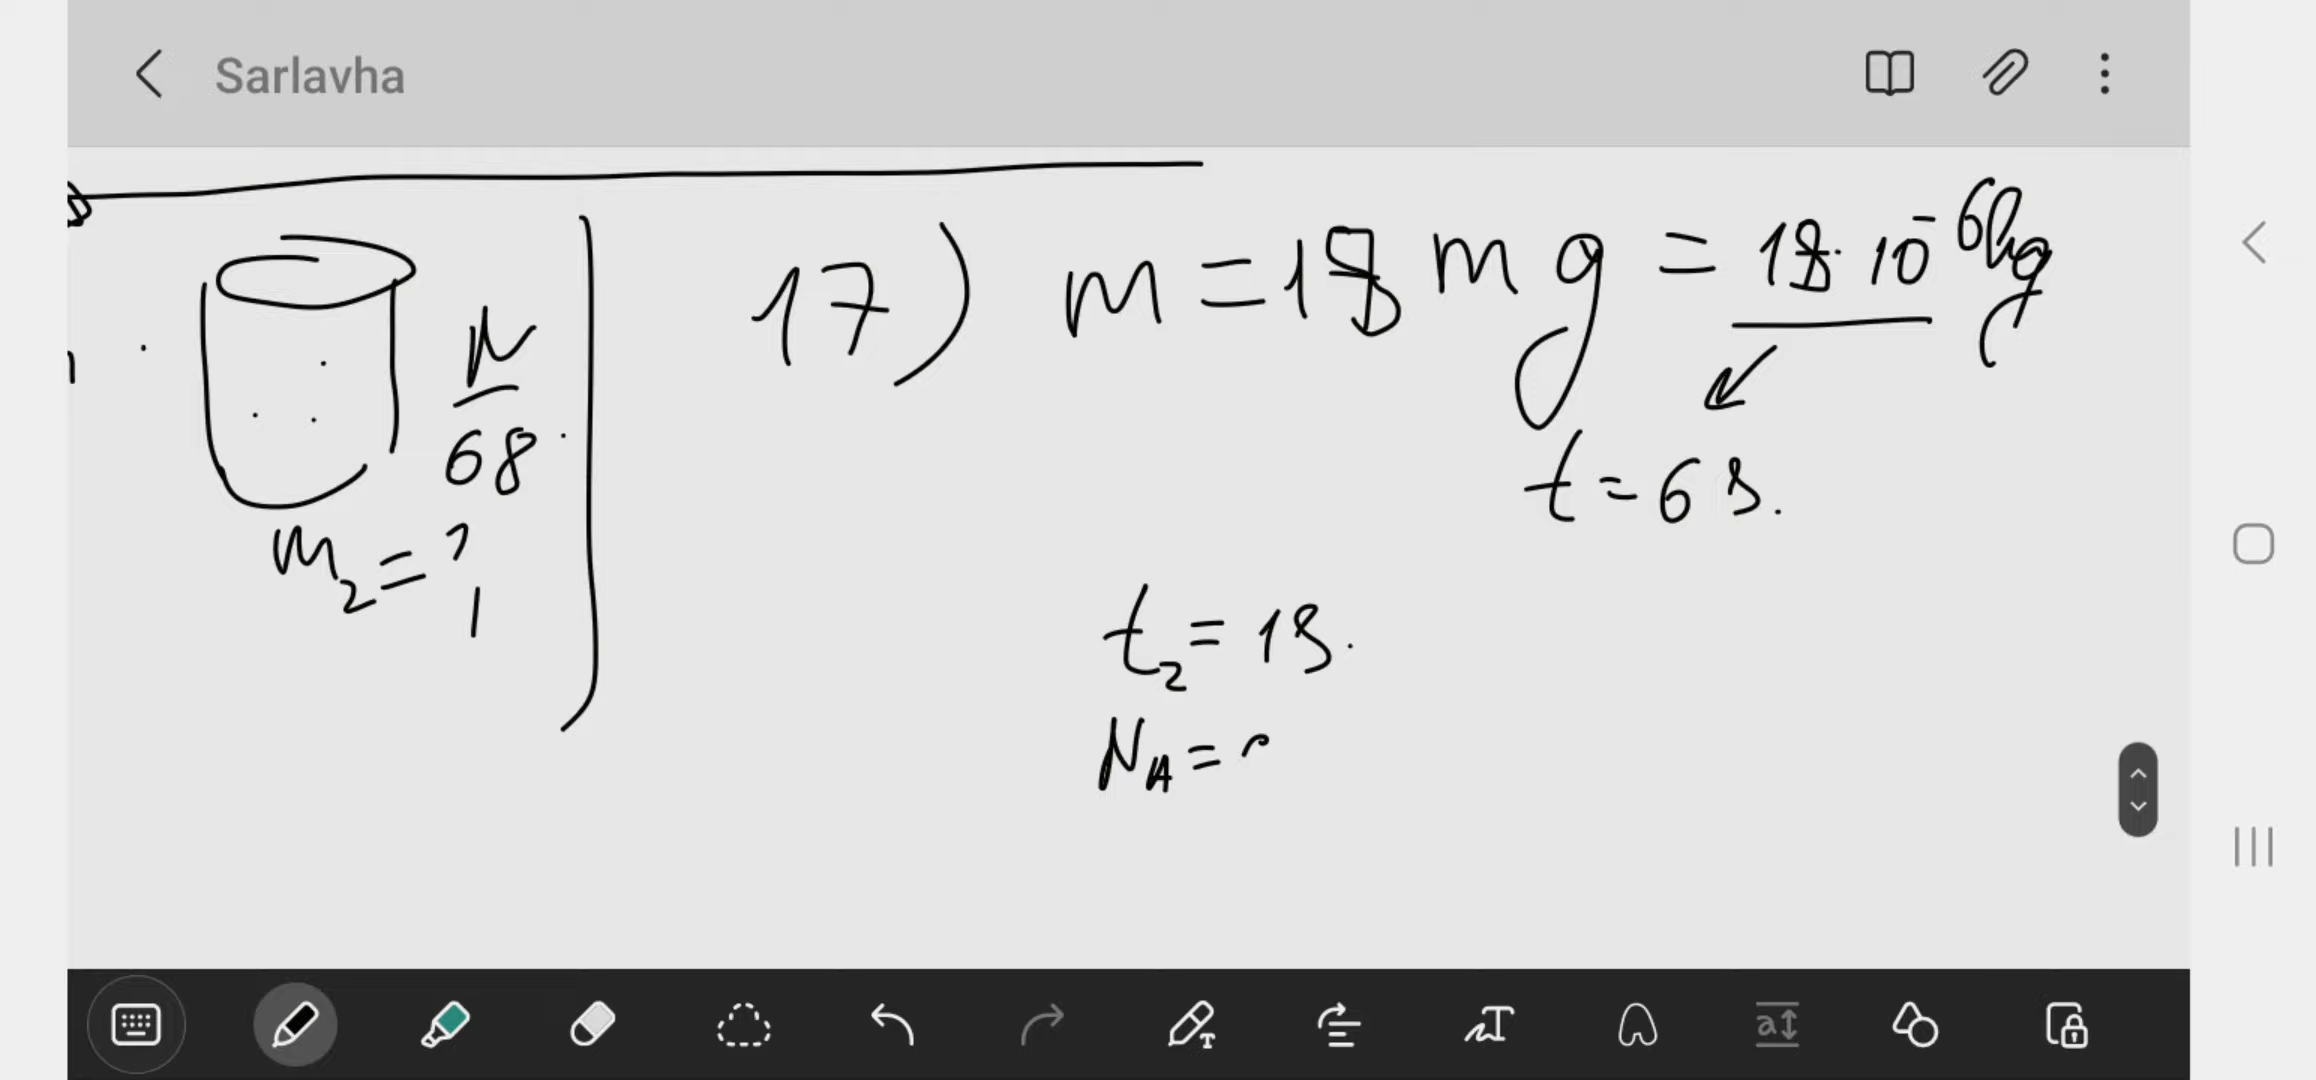 Sarlavha
17) m = 18 mg = 18 · 10⁻⁶ kg
t = 6 s.
t₂ = 1 s.
N_A = 
μ
68
m₂ = ?